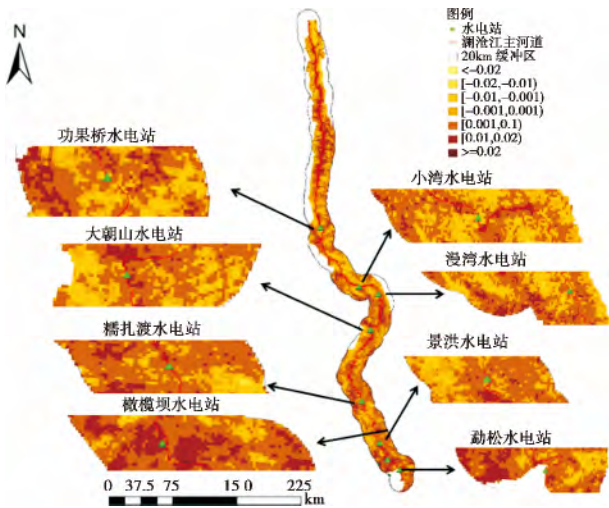 N
图例
水电站
澜沧江主河道
20km 缓冲区
<-0.02
[-0.02,-0.01)
[-0.01,-0.001)
[-0.001,0.001)
[0.001,0.1)
[0.01,0.02)
>=0.02
功果桥水电站
小湾水电站
大朝山水电站
漫湾水电站
糯扎渡水电站
景洪水电站
橄榄坝水电站
勐松水电站
0 37.5 75 150 225
km